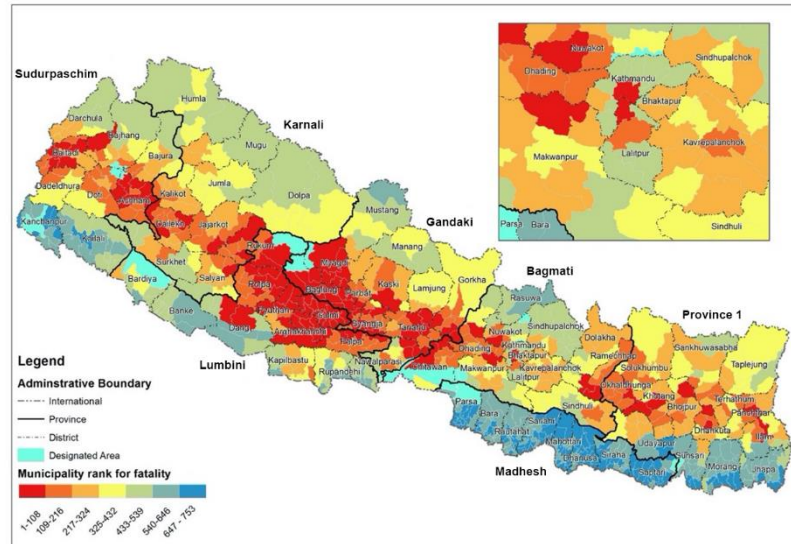 Sudurpaschim
Karnali
Gandaki
Bagmati
Province 1
Lumbini
Madhesh
Humla
Darchula
Bajhang
Mugu
Baitadi
Bajura
Dadeldhura
Doti
Achham
Kalikot
Jumla
Dolpa
Mustang
Kanchanpur
Kailali
Dailekh
Jajarkot
Manang
Surkhet
Salyan
Rukum
Myagdi
Gorkha
Bardiya
Rolpa
Baglung
Parbat
Kaski
Lamjung
Rasuwa
Banke
Dang
Pyuthan
Gulmi
Syangja
Tanahu
Nuwakot
Sindhupalchok
Dolakha
Arghakhanchi
Palpa
Dhading
Kathmandu
Bhaktapur
Ramechhap
Solukhumbu
Sankhuwasabha
Taplejung
Kapilbastu
Nawalparasi
Chitawan
Makwanpur
Lalitpur
Kavrepalanchok
Okhaldhunga
Khotang
Terhathum
Rupandehi
Parsa
Sindhuli
Bhojpur
Panchthar
Bara
Rautahat
Sarlahi
Mahottari
Dhanusa
Siraha
Saptari
Udayapur
Dhankuta
Ilam
Sunsari
Morang
Jhapa
Nuwakot
Sindhupalchok
Dhading
Kathmandu
Bhaktapur
Kavrepalanchok
Makwanpur
Lalitpur
Parsa
Bara
Sindhuli
Legend
Adminstrative Boundary
International
Province
District
Designated Area
Municipality rank for fatality
1-108
109-216
217-324
325-432
433-539
540-646
647 - 753